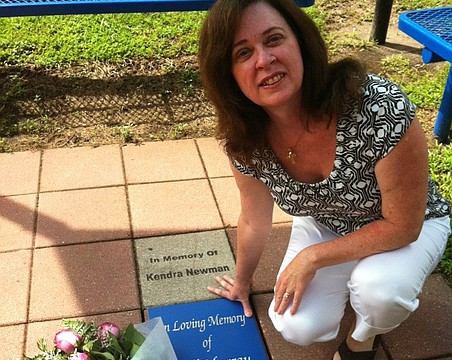 In Memory Of
Kendra Newman
In Loving Memory
of